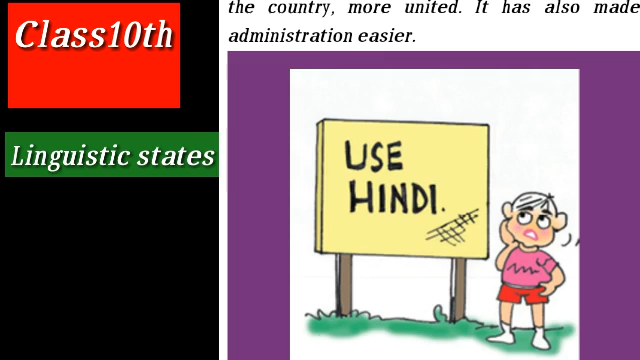 Class10th
Linguistic states
the country, more united. It has also made
administration easier.
USE
HINDI.